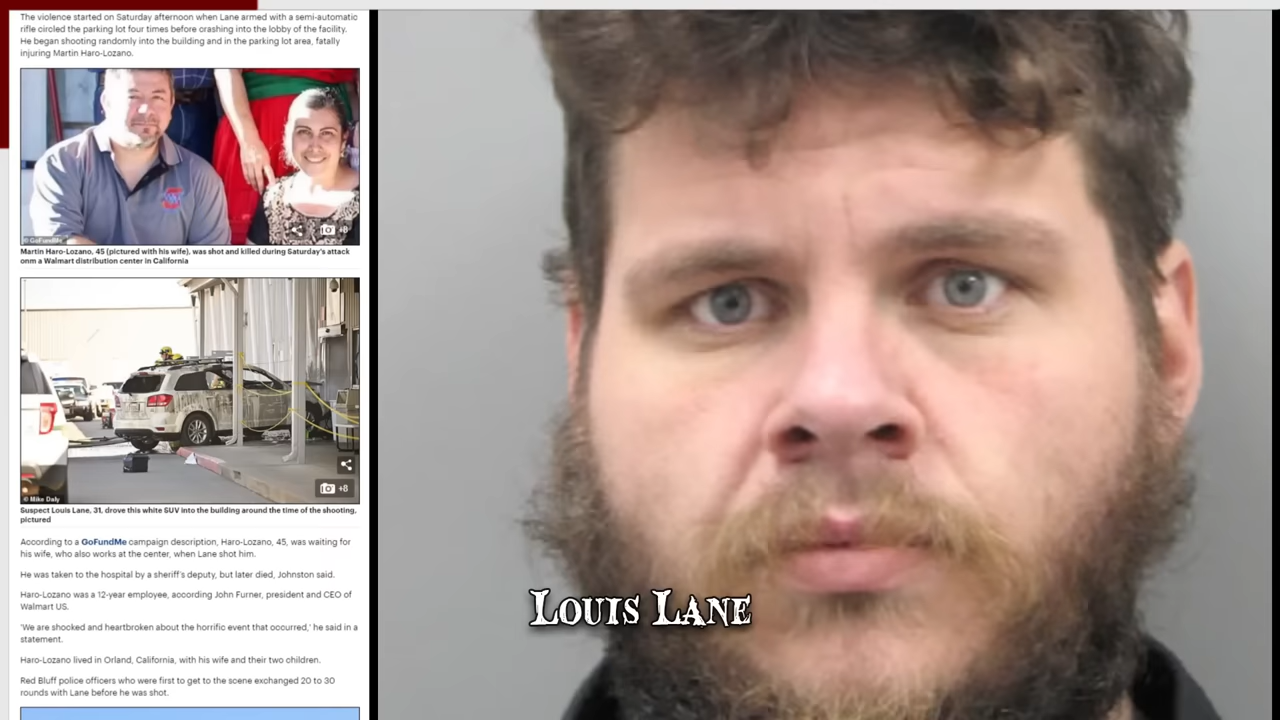 The violence started on Saturday afternoon when Lane armed with a semi-automatic
rifle circled the parking lot four times before crashing into the lobby of the facility.
He began shooting randomly into the building and in the parking lot area, fatally
injuring Martin Haro-Lozano.
+8
© GoFundMe
Martin Haro-Lozano, 45 (pictured with his wife), was shot and killed during Saturday's attack
onm a Walmart distribution center in California
+8
© Mike Daly
Suspect Louis Lane, 31, drove this white SUV into the building around the time of the shooting,
pictured
According to a GoFundMe campaign description, Haro-Lozano, 45, was waiting for
his wife, who also works at the center, when Lane shot him.
He was taken to the hospital by a sheriff's deputy, but later died, Johnston said.
Haro-Lozano was a 12-year employee, according John Furner, president and CEO of
Walmart US.
'We are shocked and heartbroken about the horrific event that occurred,' he said in a
statement.
Haro-Lozano lived in Orland, California, with his wife and their two children.
Red Bluff police officers who were first to get to the scene exchanged 20 to 30
rounds with Lane before he was shot.
Louis Lane